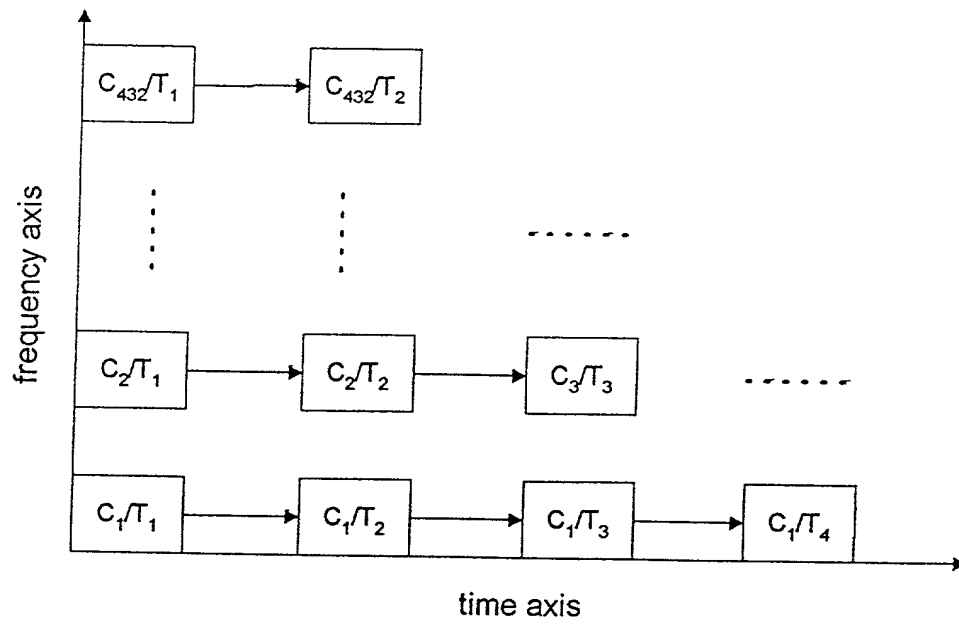 C432/T1 C432/T2
frequency axis
C2/T1 C2/T2 C3/T3
C1/T1 C1/T2 C1/T3 C1/T4
time axis